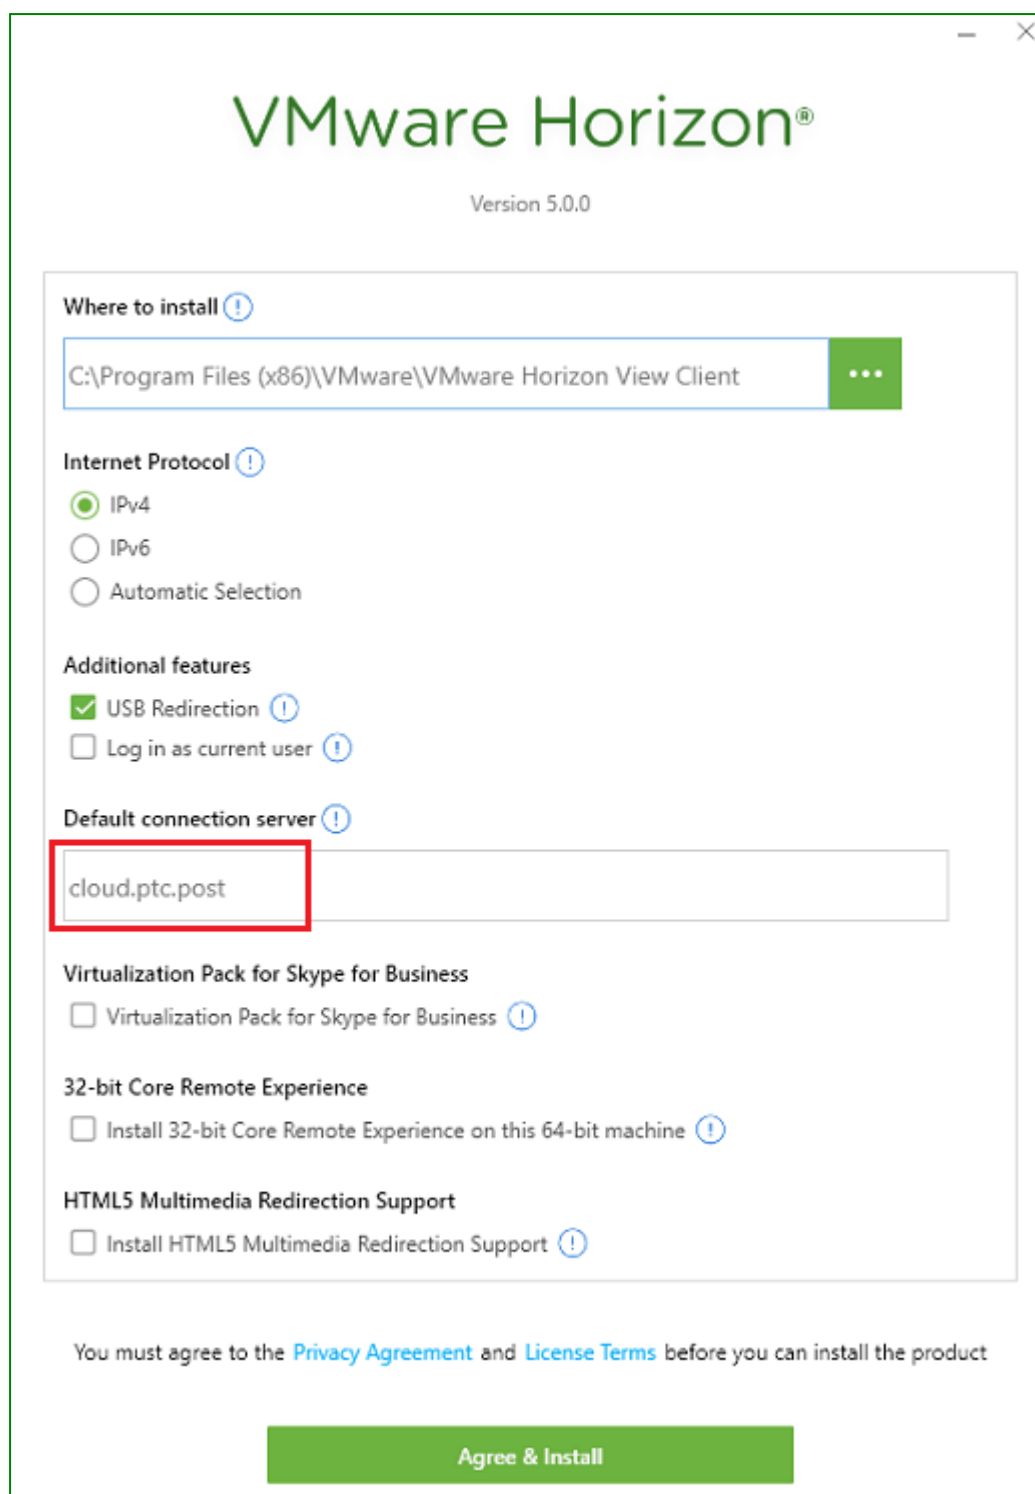 VMware Horizon®
Version 5.0.0
Where to install
C:\Program Files (x86)\VMware\VMware Horizon View Client
Internet Protocol
IPv4
IPv6
Automatic Selection
Additional features
USB Redirection
Log in as current user
Default connection server
cloud.ptc.post
Virtualization Pack for Skype for Business
Virtualization Pack for Skype for Business
32-bit Core Remote Experience
Install 32-bit Core Remote Experience on this 64-bit machine
HTML5 Multimedia Redirection Support
Install HTML5 Multimedia Redirection Support
You must agree to the Privacy Agreement and License Terms before you can install the product
Agree & Install